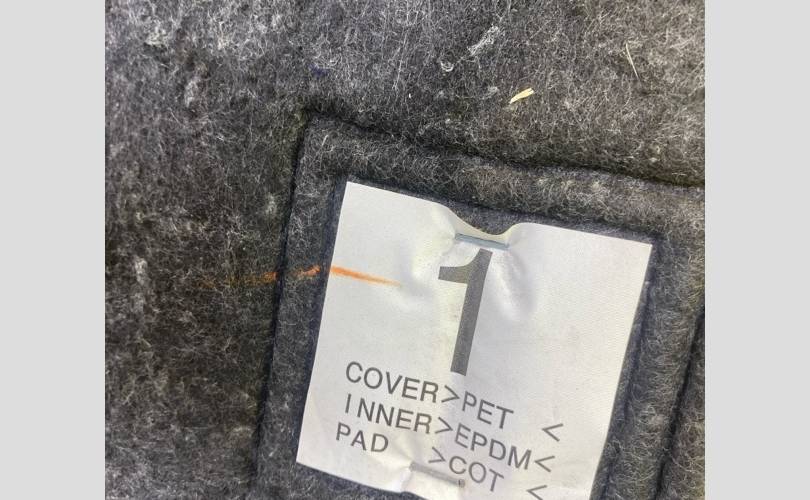 1
COVER>PET <
INNER>EPDM<
PAD >COT <